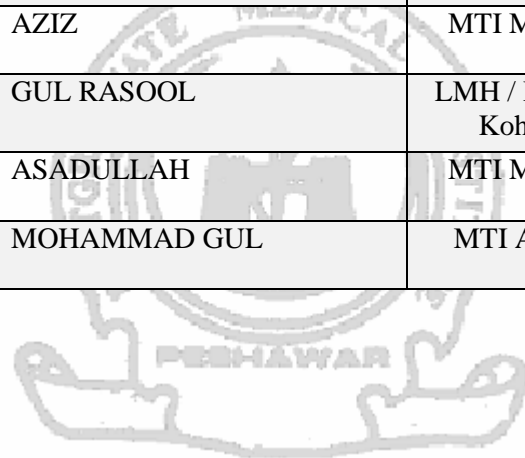 AZIZ MTI M
GUL RASOOL LMH /
Koh
ASADULLAH MTI M
MOHAMMAD GUL MTI A
PESHAWAR